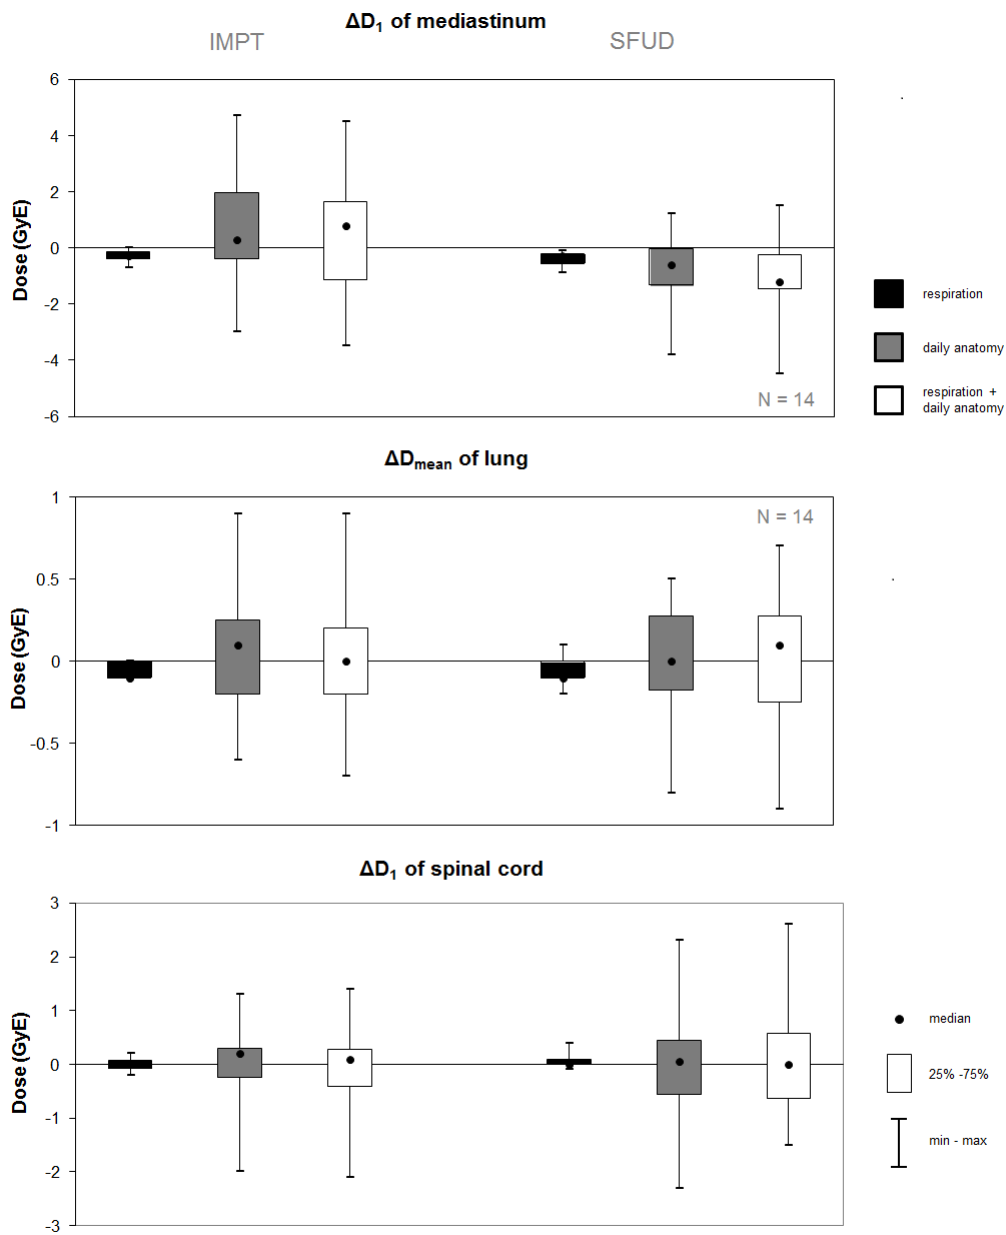 ΔD₁ of mediastinum
IMPT
SFUD
6
4
2
0
-2
-4
-6
Dose (GyE)
N = 14
respiration
daily anatomy
respiration +
daily anatomy
ΔDmean of lung
1
0.5
0
-0.5
-1
Dose (GyE)
N = 14
ΔD₁ of spinal cord
3
2
1
0
-1
-2
-3
Dose (GyE)
median
25% -75%
min - max